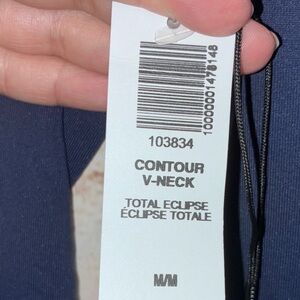 10000001478148
103834
CONTOUR
V-NECK
TOTAL ECLIPSE
ÉCLIPSE TOTALE
M/M